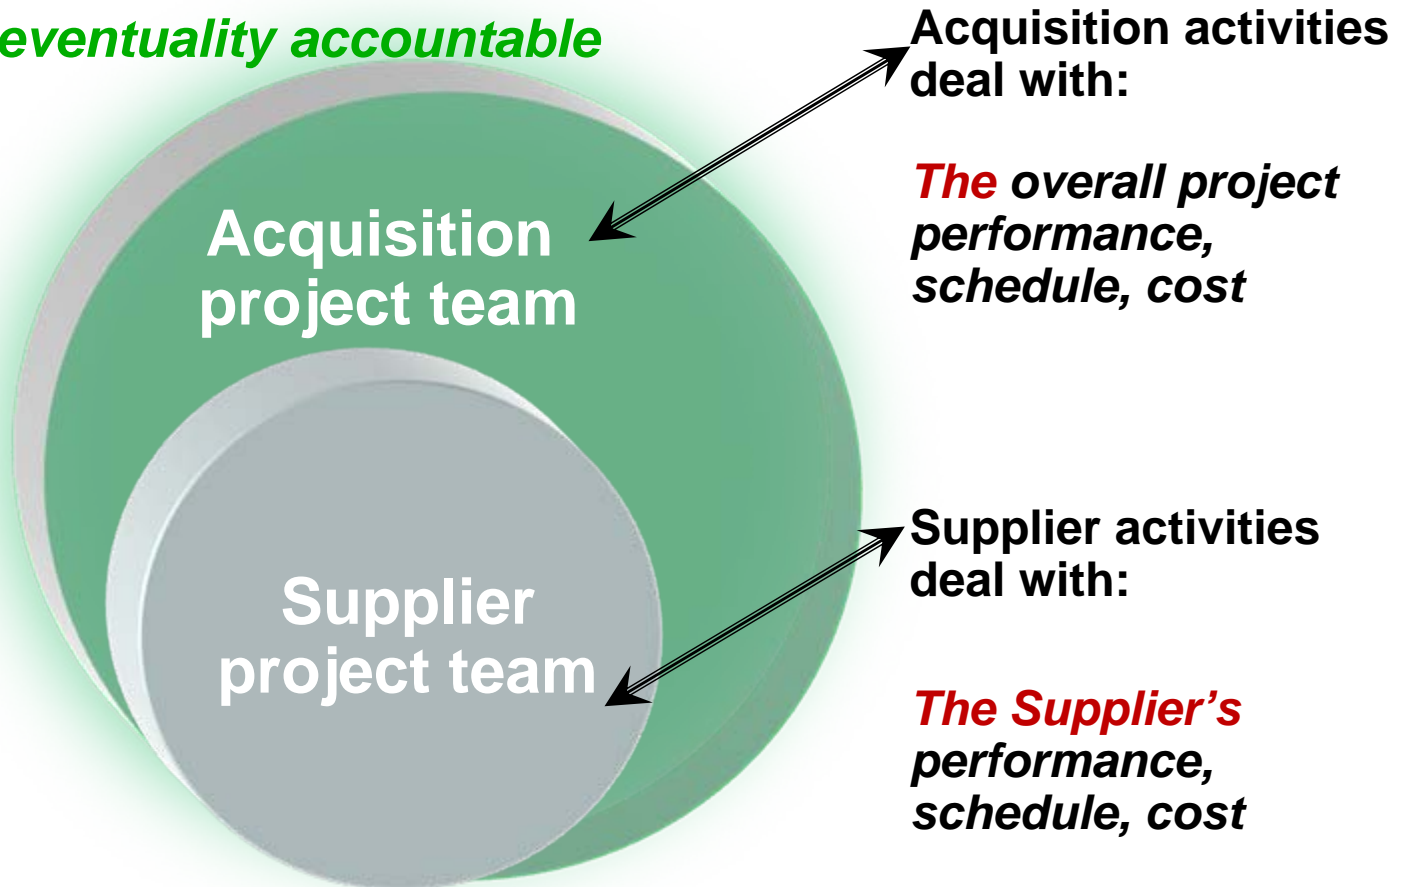 eventuality accountable
Acquisition activities
deal with:
The overall project
performance,
schedule, cost
Acquisition
project team
Supplier activities
deal with:
Supplier
project team
The Supplier’s
performance,
schedule, cost